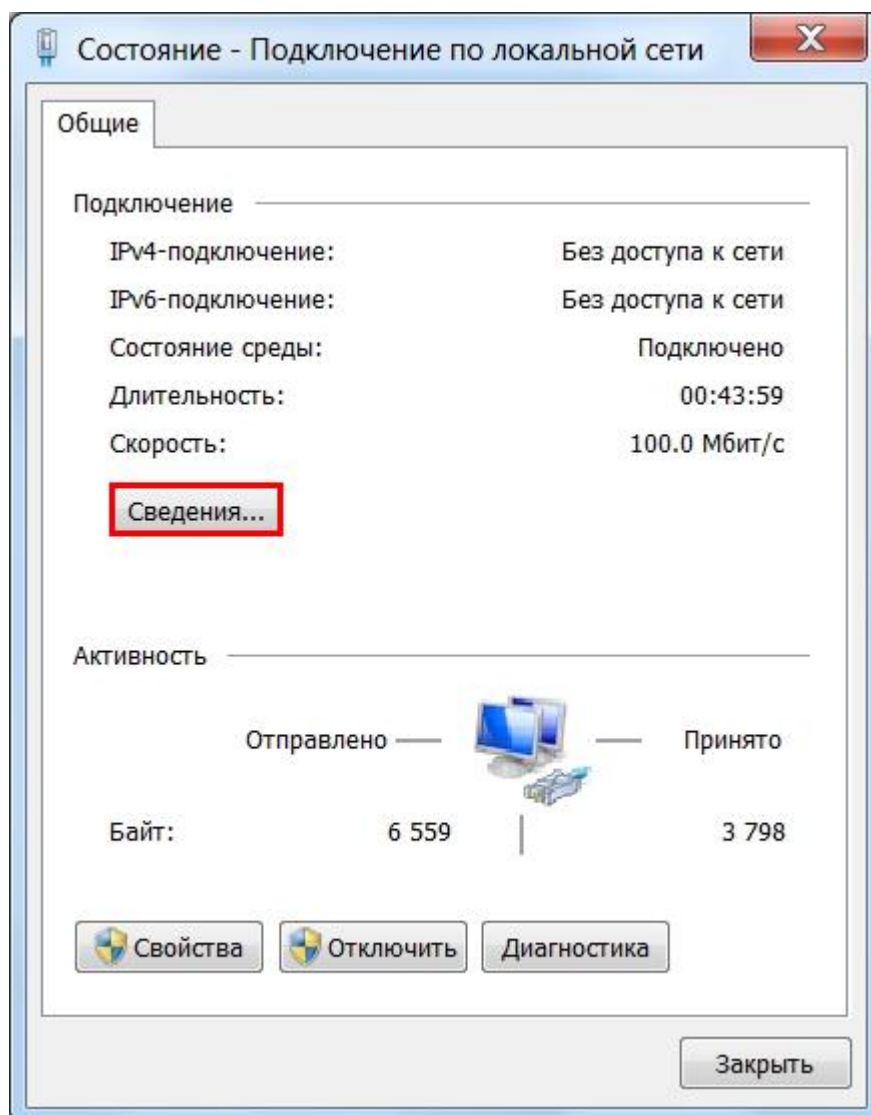 Состояние - Подключение по локальной сети
Общие
Подключение
IPv4-подключение: Без доступа к сети
IPv6-подключение: Без доступа к сети
Состояние среды: Подключено
Длительность: 00:43:59
Скорость: 100.0 Мбит/с
Сведения...
Активность
Отправлено — — Принято
Байт: 6 559 3 798
Свойства Отключить Диагностика
Закрыть